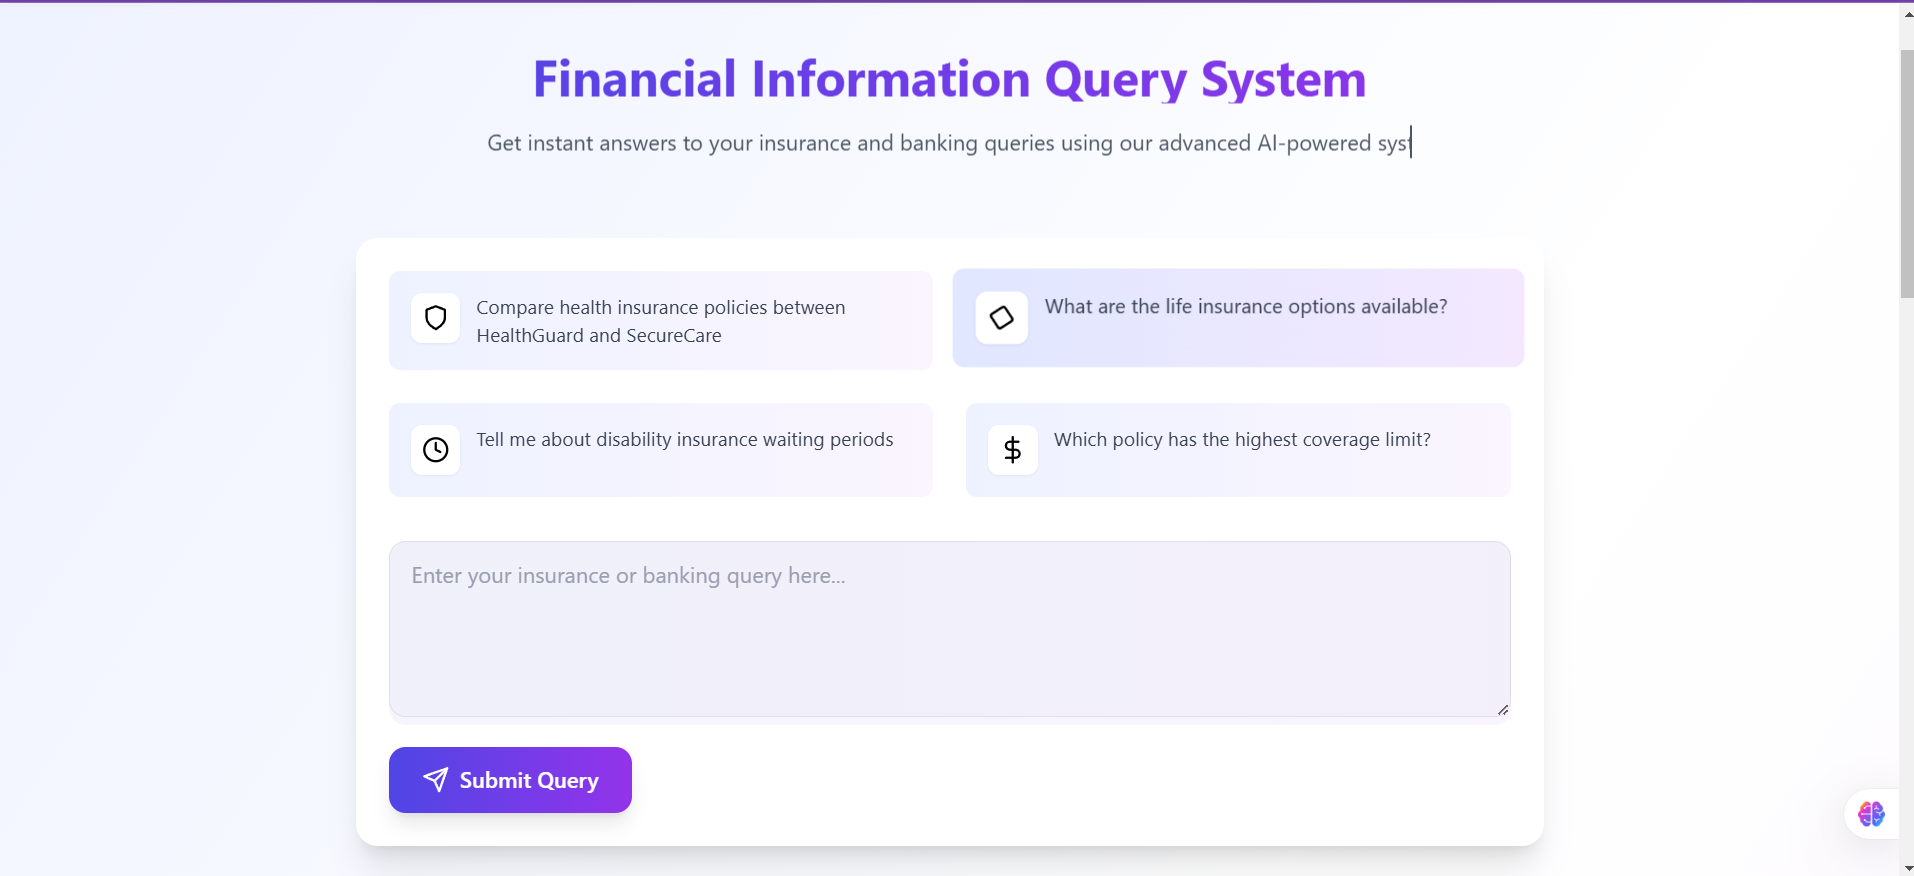 Financial Information Query System
Get instant answers to your insurance and banking queries using our advanced AI-powered syst
Compare health insurance policies between
HealthGuard and SecureCare
What are the life insurance options available?
Tell me about disability insurance waiting periods
Which policy has the highest coverage limit?
Enter your insurance or banking query here...
Submit Query